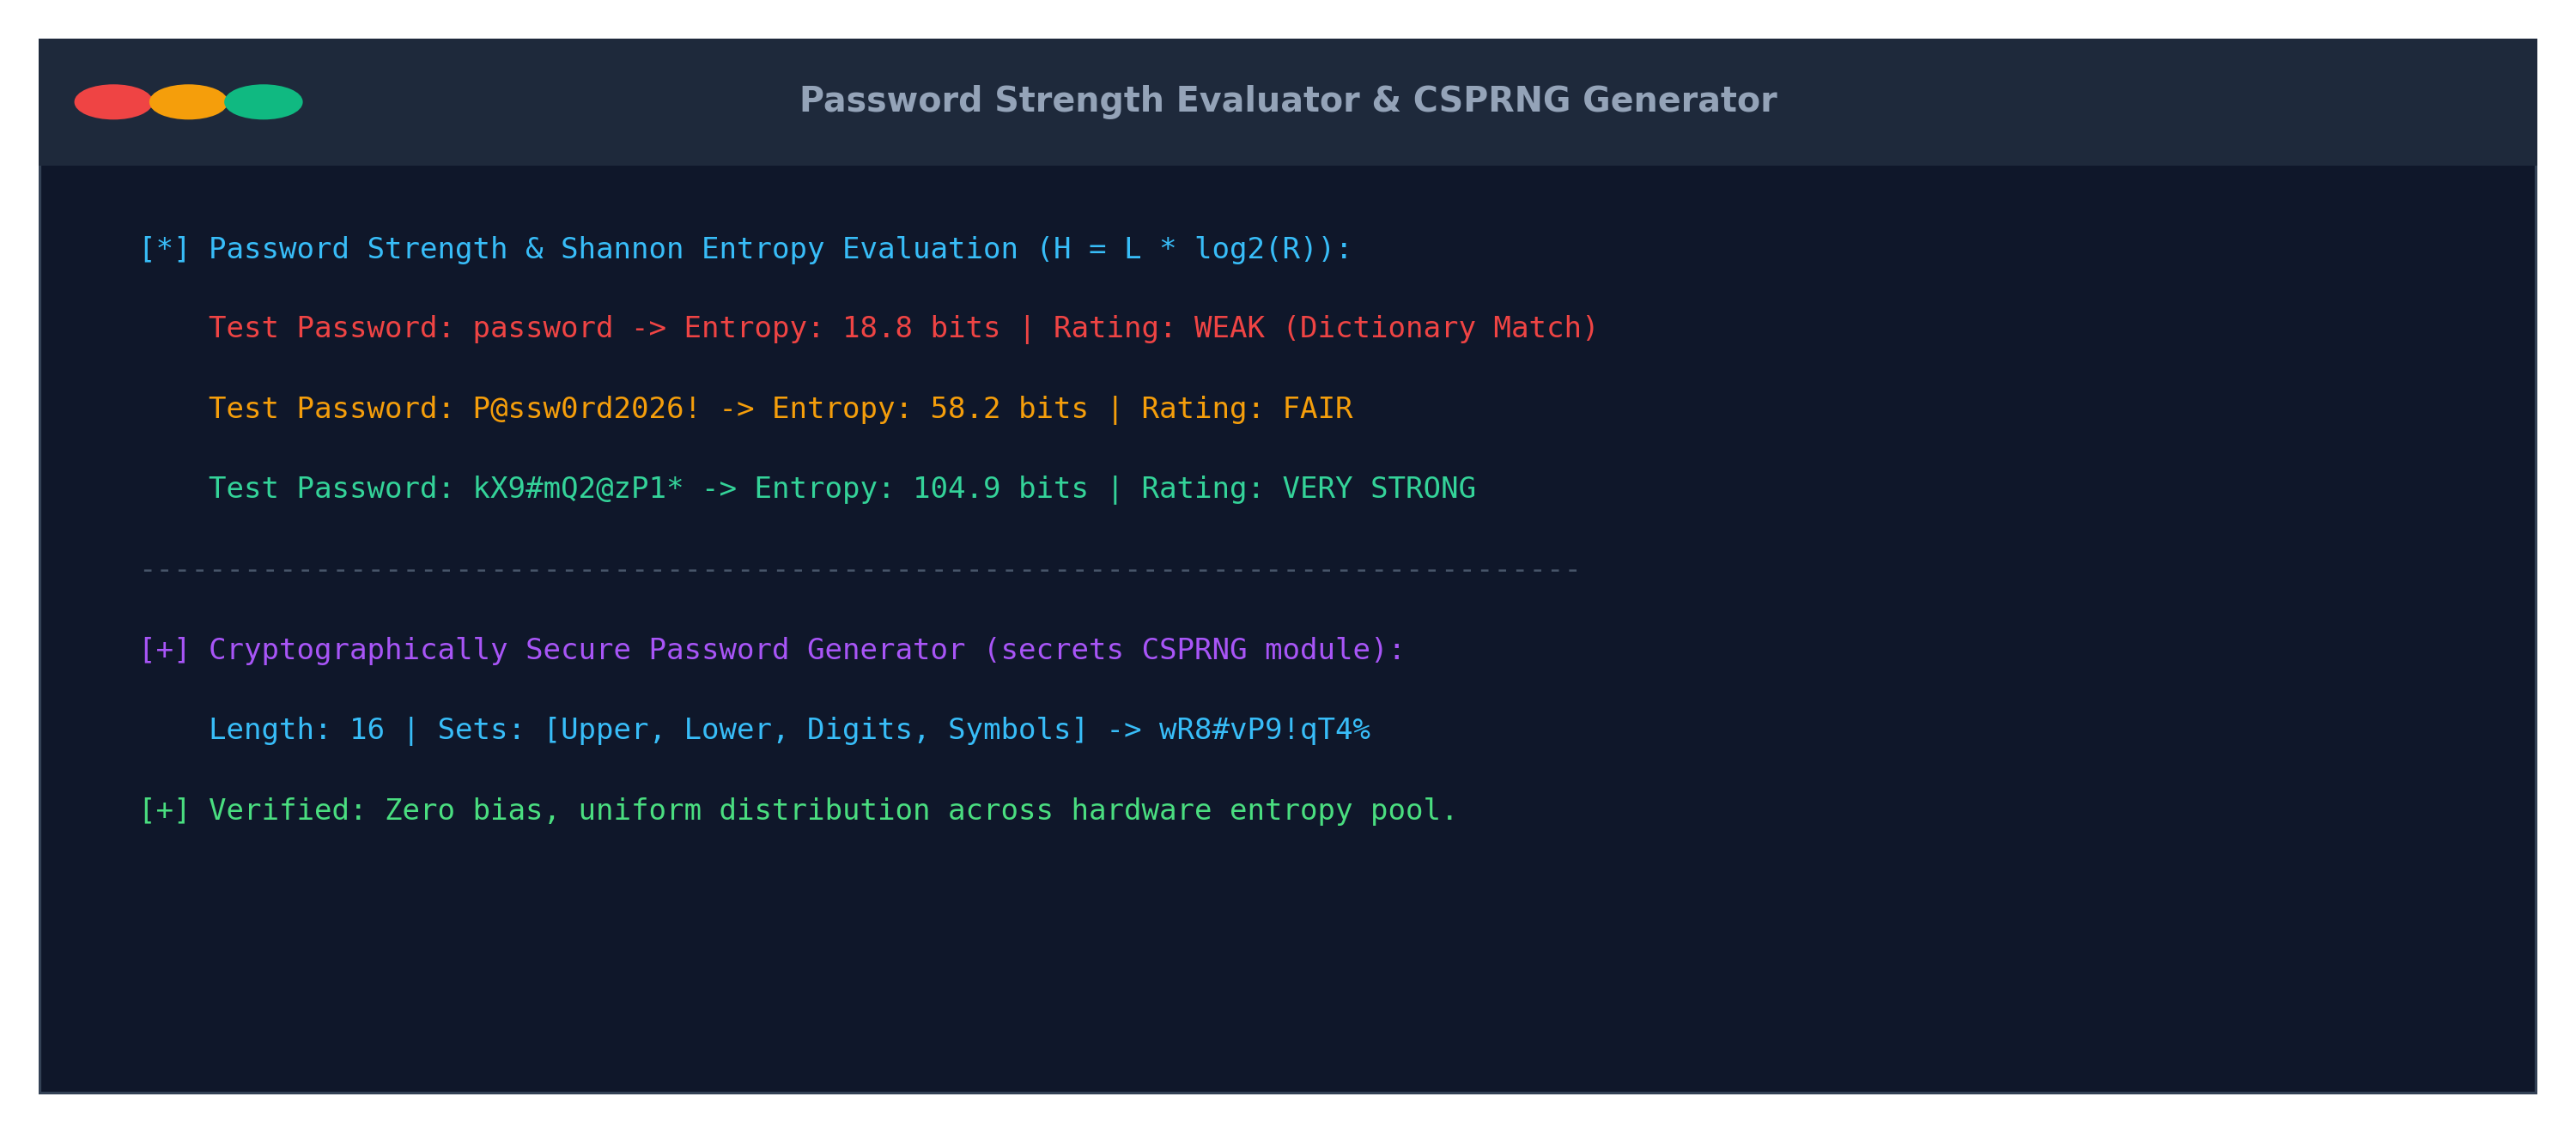 Password Strength Evaluator & CSPRNG Generator
[*] Password Strength & Shannon Entropy Evaluation (H = L * log2(R)):
Test Password: password -> Entropy: 18.8 bits | Rating: WEAK (Dictionary Match)
Test Password: P@ssw0rd2026! -> Entropy: 58.2 bits | Rating: FAIR
Test Password: kX9#mQ2@zP1* -> Entropy: 104.9 bits | Rating: VERY STRONG
----------------------------------------------------------------------------------
[+] Cryptographically Secure Password Generator (secrets CSPRNG module):
Length: 16 | Sets: [Upper, Lower, Digits, Symbols] -> wR8#vP9!qT4%
[+] Verified: Zero bias, uniform distribution across hardware entropy pool.